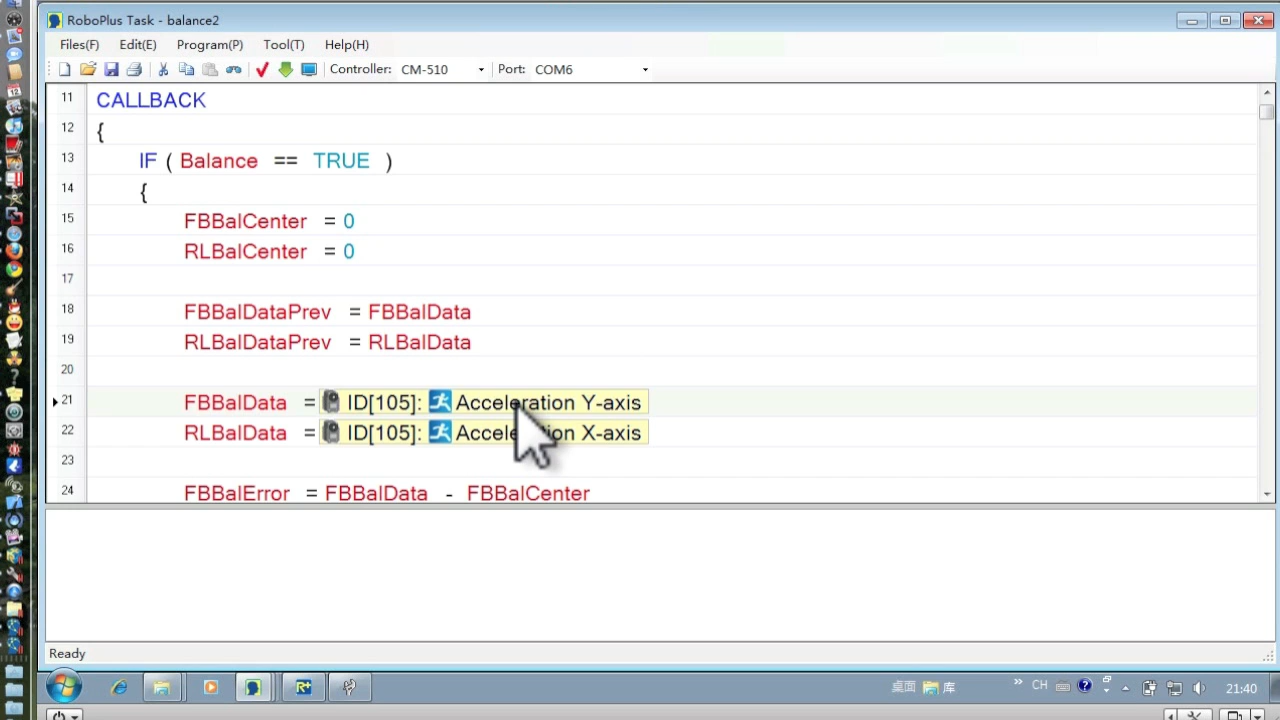 RoboPlus Task - balance2
Files(F) Edit(E) Program(P) Tool(T) Help(H)
Controller: CM-510 Port: COM6
11 CALLBACK
12 {
13 IF ( Balance == TRUE )
14 {
15 FBBalCenter = 0
16 RLBalCenter = 0
17
18 FBBalDataPrev = FBBalData
19 RLBalDataPrev = RLBalData
20
21 FBBalData = ID[105]: Acceleration Y-axis
22 RLBalData = ID[105]: Acceleration X-axis
23
24 FBBalError = FBBalData - FBBalCenter
Ready
桌面 库 CH 21:40